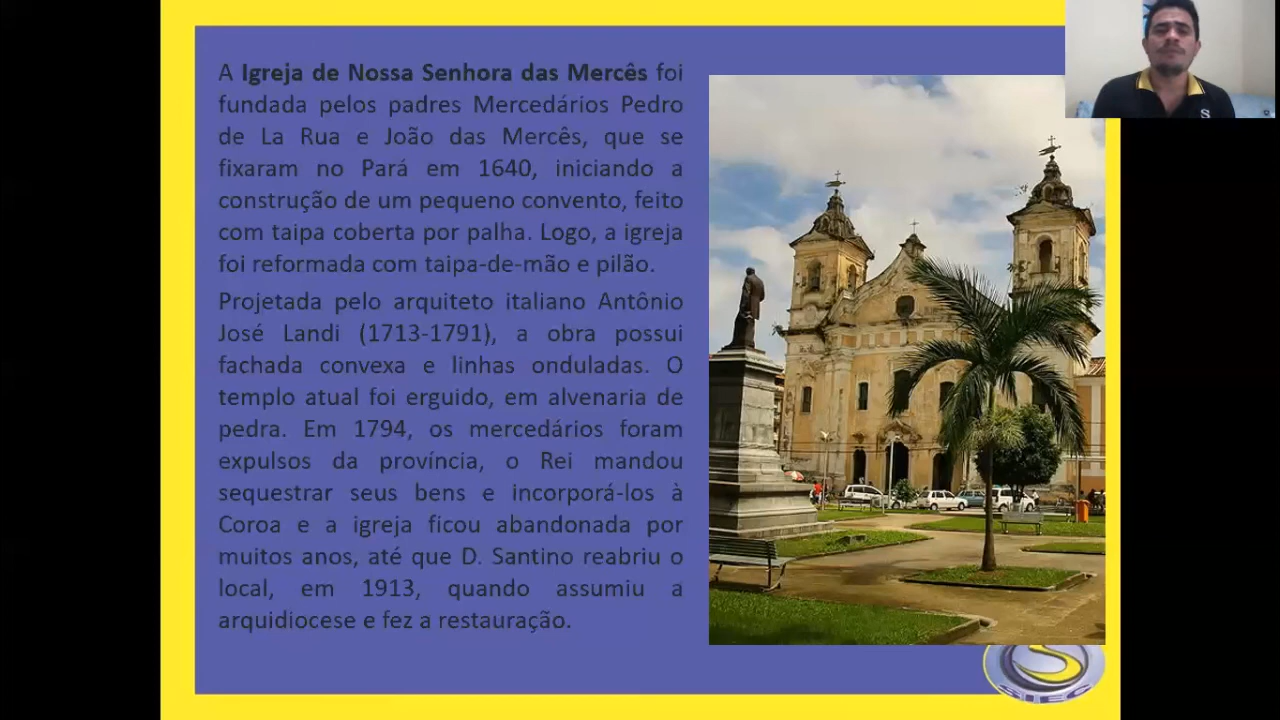 A Igreja de Nossa Senhora das Mercês foi
fundada pelos padres Mercedários Pedro
de La Rua e João das Mercês, que se
fixaram no Pará em 1640, iniciando a
construção de um pequeno convento, feito
com taipa coberta por palha. Logo, a igreja
foi reformada com taipa-de-mão e pilão.
Projetada pelo arquiteto italiano Antônio
José Landi (1713-1791), a obra possui
fachada convexa e linhas onduladas. O
templo atual foi erguido, em alvenaria de
pedra. Em 1794, os mercedários foram
expulsos da província, o Rei mandou
sequestrar seus bens e incorporá-los à
Coroa e a igreja ficou abandonada por
muitos anos, até que D. Santino reabriu o
local, em 1913, quando assumiu a
arquidiocese e fez a restauração.
S
S